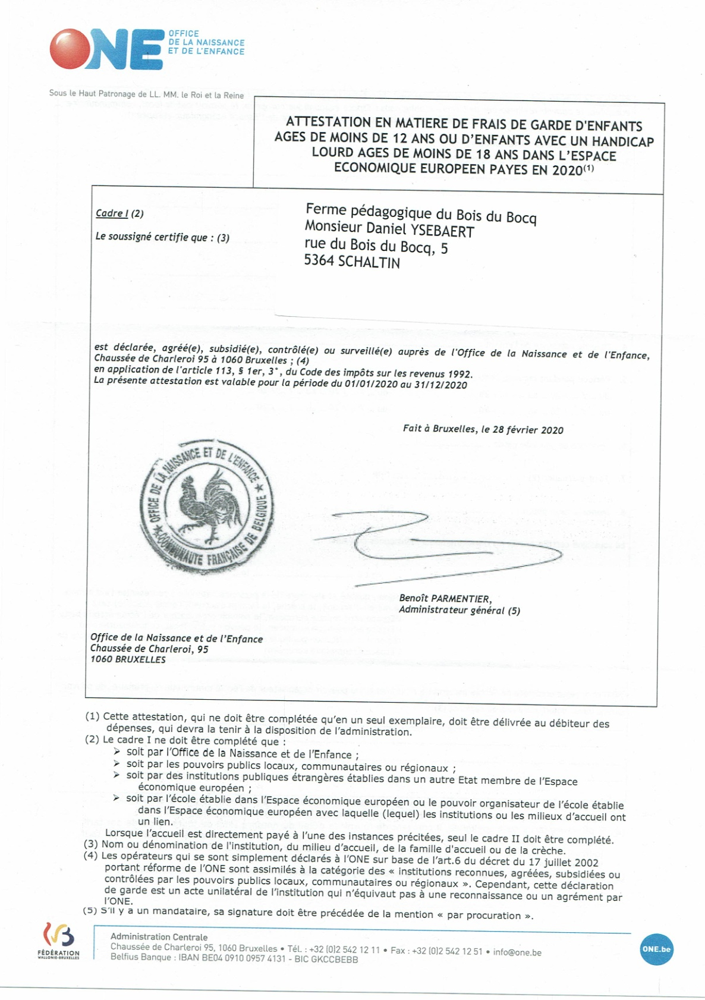 ONE
OFFICE
DE LA NAISSANCE
ET DE L'ENFANCE
Sous le Haut Patronage de LL. MM. le Roi et la Reine
ATTESTATION EN MATIERE DE FRAIS DE GARDE D'ENFANTS
AGES DE MOINS DE 12 ANS OU D’ENFANTS AVEC UN HANDICAP
LOURD AGES DE MOINS DE 18 ANS DANS L’ESPACE
ECONOMIQUE EUROPEEN PAYES EN 2020(1)
Cadre I (2)
Le soussigné certifie que : (3)
Ferme pédagogique du Bois du Bocq
Monsieur Daniel YSEBAERT
rue du Bois du Bocq, 5
5364 SCHALTIN
est déclarée, agréé(e), subsidié(e), contrôlé(e) ou surveillé(e) auprès de l'Office de la Naissance et de l'Enfance,
Chaussée de Charleroi 95 à 1060 Bruxelles ; (4)
en application de l'article 113, § 1er, 3°, du Code des impôts sur les revenus 1992.
La présente attestation est valable pour la période du 01/01/2020 au 31/12/2020
Fait à Bruxelles, le 28 février 2020
OFFICE DE LA NAISSANCE ET DE L'ENFANCE
COMMUNAUTE FRANÇAISE DE BELGIQUE
Benoît PARMENTIER,
Administrateur général (5)
Office de la Naissance et de l’Enfance
Chaussée de Charleroi, 95
1060 BRUXELLES
(1) Cette attestation, qui ne doit être complétée qu’en un seul exemplaire, doit être délivrée au débiteur des
dépenses, qui devra la tenir à la disposition de l’administration.
(2) Le cadre I ne doit être complété que :
➢ soit par l’Office de la Naissance et de l’Enfance ;
➢ soit par les pouvoirs publics locaux, communautaires ou régionaux ;
➢ soit par des institutions publiques étrangères établies dans un autre Etat membre de l’Espace
économique européen ;
➢ soit par l’école établie dans l’Espace économique européen ou le pouvoir organisateur de l’école établie
dans l’Espace économique européen avec laquelle (lequel) les institutions ou les milieux d’accueil ont
un lien.
Lorsque l’accueil est directement payé à l’une des instances précitées, seul le cadre II doit être complété.
(3) Nom ou dénomination de l'institution, du milieu d’accueil, de la famille d'accueil ou de la crèche.
(4) Les opérateurs qui se sont simplement déclarés à l’ONE sur base de l’art.6 du décret du 17 juillet 2002
portant réforme de l’ONE sont assimilés à la catégorie des « institutions reconnues, agréées, subsidiées ou
contrôlées par les pouvoirs publics locaux, communautaires ou régionaux ». Cependant, cette déclaration
de garde est un acte unilatéral de l’institution qui n’équivaut pas à une reconnaissance ou un agrément par
l’ONE.
(5) S’il y a un mandataire, sa signature doit être précédée de la mention « par procuration ».
FÉDÉRATION
WALLONIE-BRUXELLES
Administration Centrale
Chaussée de Charleroi 95, 1060 Bruxelles • Tél. : +32 (0)2 542 12 11 • Fax : +32 (0)2 542 12 51 • info@one.be
Belfius Banque : IBAN BE04 0910 0957 4131 - BIC GKCCBEBB
ONE.be